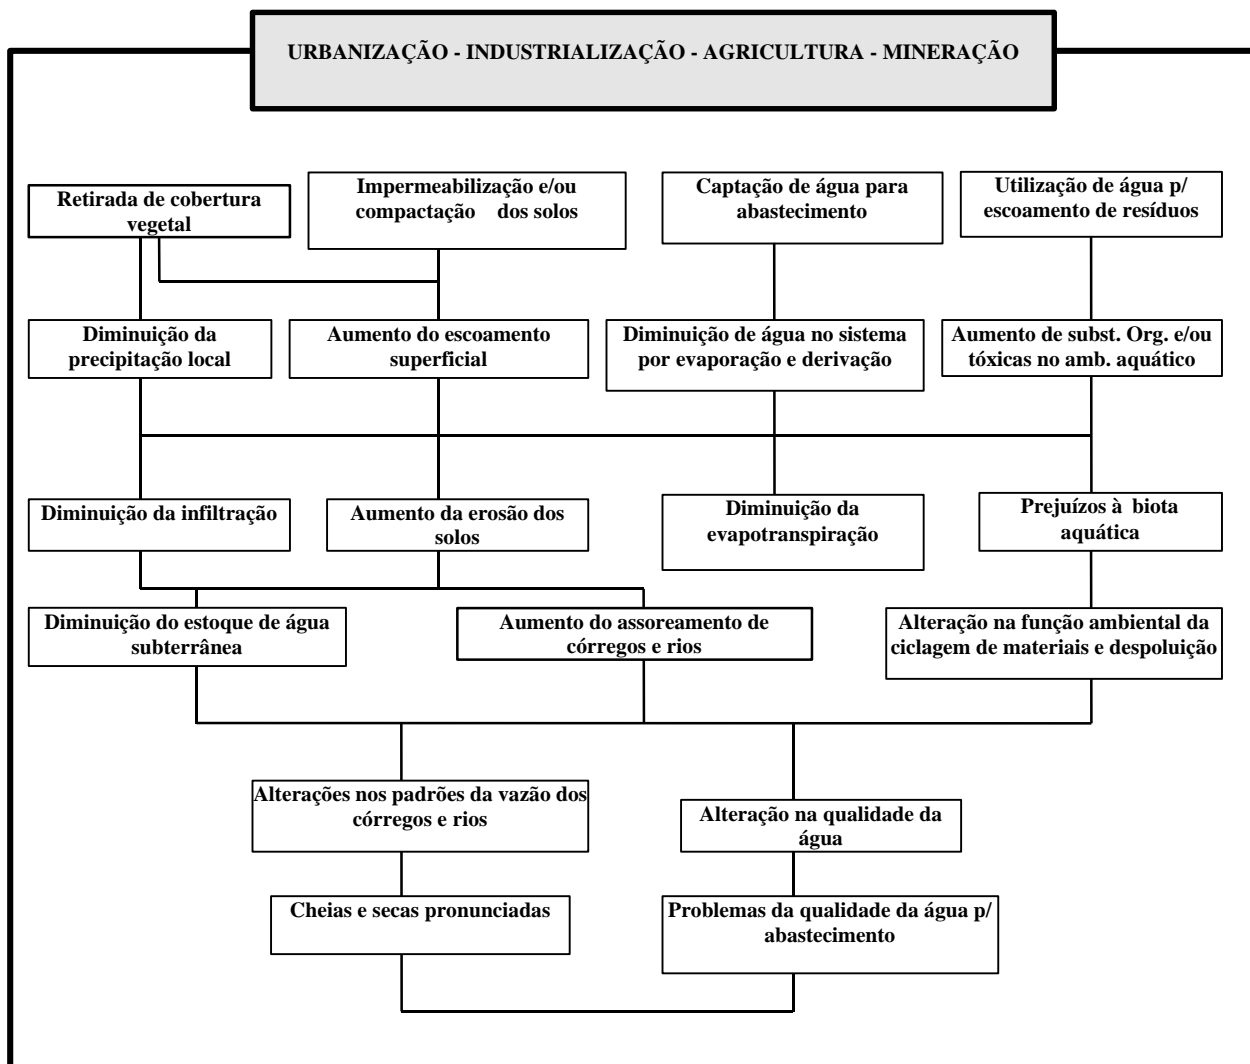 URBANIZAÇÃO - INDUSTRIALIZAÇÃO - AGRICULTURA - MINERAÇÃO
Retirada de cobertura
vegetal
Impermeabilização e/ou
compactação dos solos
Captação de água para
abastecimento
Utilização de água p/
escoamento de resíduos
Diminuição da
precipitação local
Aumento do escoamento
superficial
Diminuição de água no sistema
por evaporação e derivação
Aumento de subst. Org. e/ou
tóxicas no amb. aquático
Diminuição da infiltração
Aumento da erosão dos
solos
Diminuição da
evapotranspiração
Prejuízos à biota
aquática
Diminuição do estoque de água
subterrânea
Aumento do assoreamento de
córregos e rios
Alteração na função ambiental da
ciclagem de materiais e despoluição
Alterações nos padrões da vazão dos
córregos e rios
Alteração na qualidade da
água
Cheias e secas pronunciadas
Problemas da qualidade da água p/
abastecimento